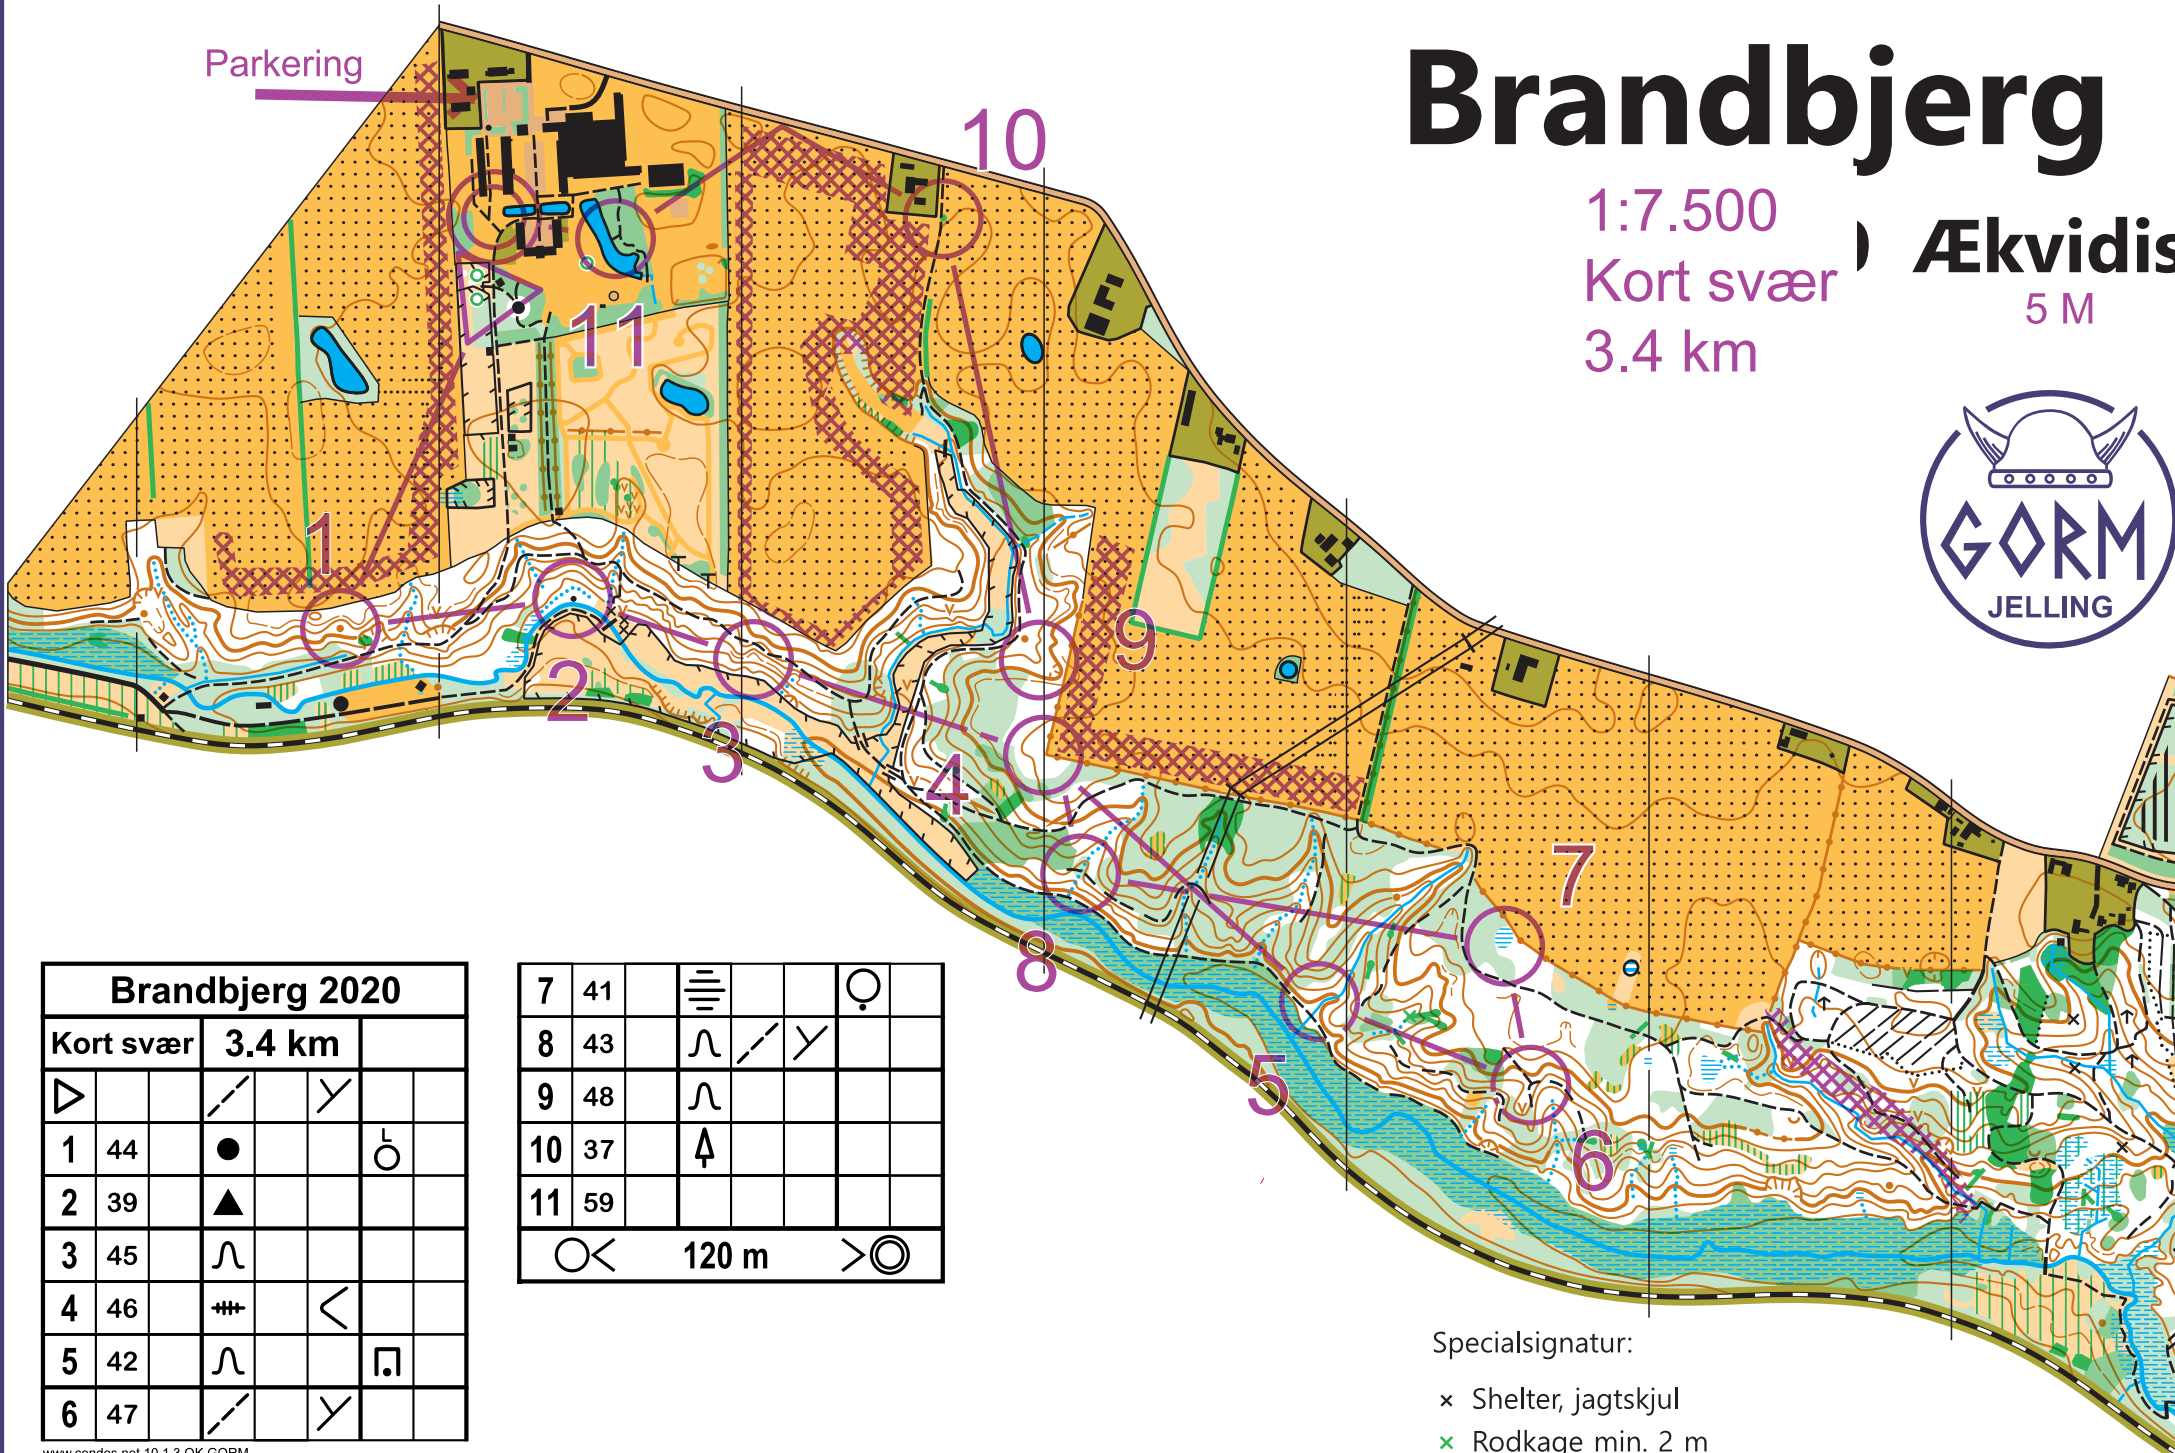 Parkering
Brandbjerg
1:7.500
Ækvidis
Kort svær
5 M
3.4 km
GORM
JELLING
10
11
1
2
3
4
9
7
8
5
6
Brandbjerg 2020
Kort svær 3.4 km
1 44
2 39
3 45
4 46
5 42
6 47
7 41
8 43
9 48
10 37
11 59
120 m
Specialsignatur:
× Shelter, jagtskjul
× Rodkage min. 2 m